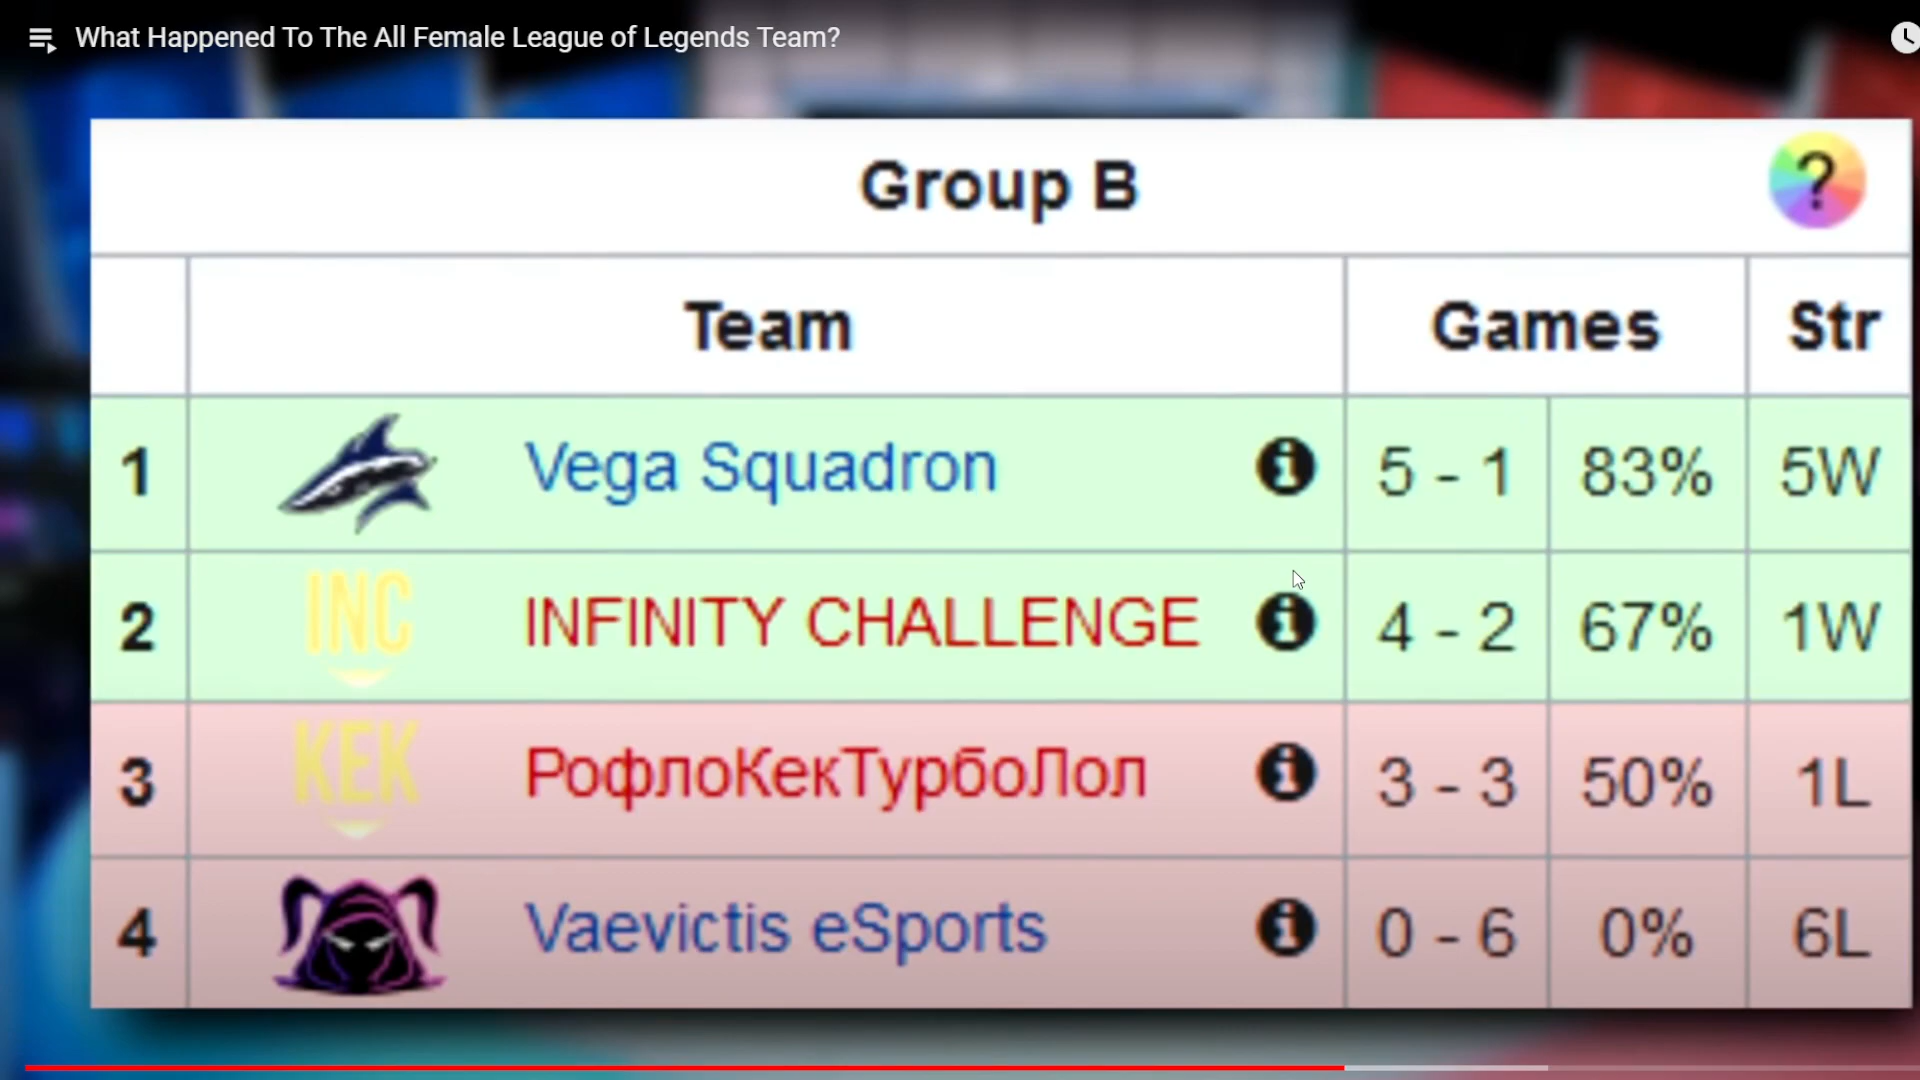 What Happened To The All Female League of Legends Team?
Group B ?
Team Games Str
1 Vega Squadron i 5 - 1 83% 5W
2 INC INFINITY CHALLENGE i 4 - 2 67% 1W
3 KEK РофлоКекТурбоЛол i 3 - 3 50% 1L
4 Vaevictis eSports i 0 - 6 0% 6L